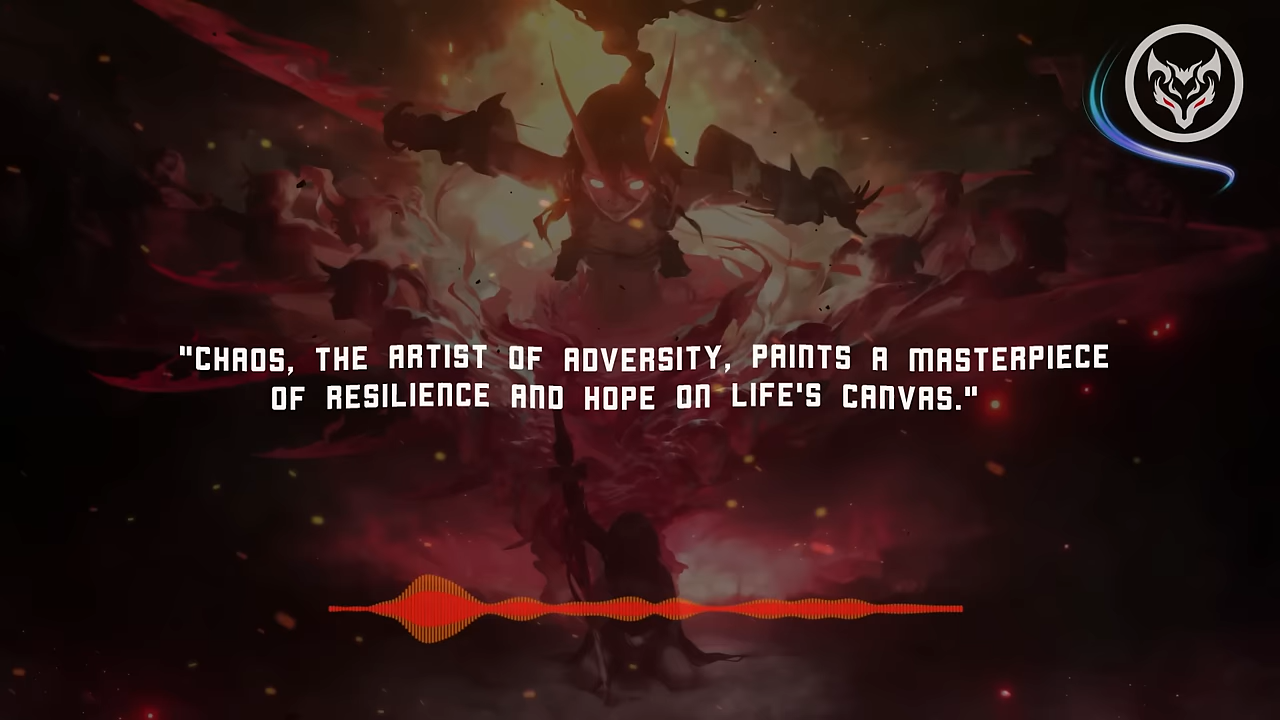 "CHAOS, THE ARTIST OF ADVERSITY, PAINTS A MASTERPIECE
OF RESILIENCE AND HOPE ON LIFE'S CANVAS."